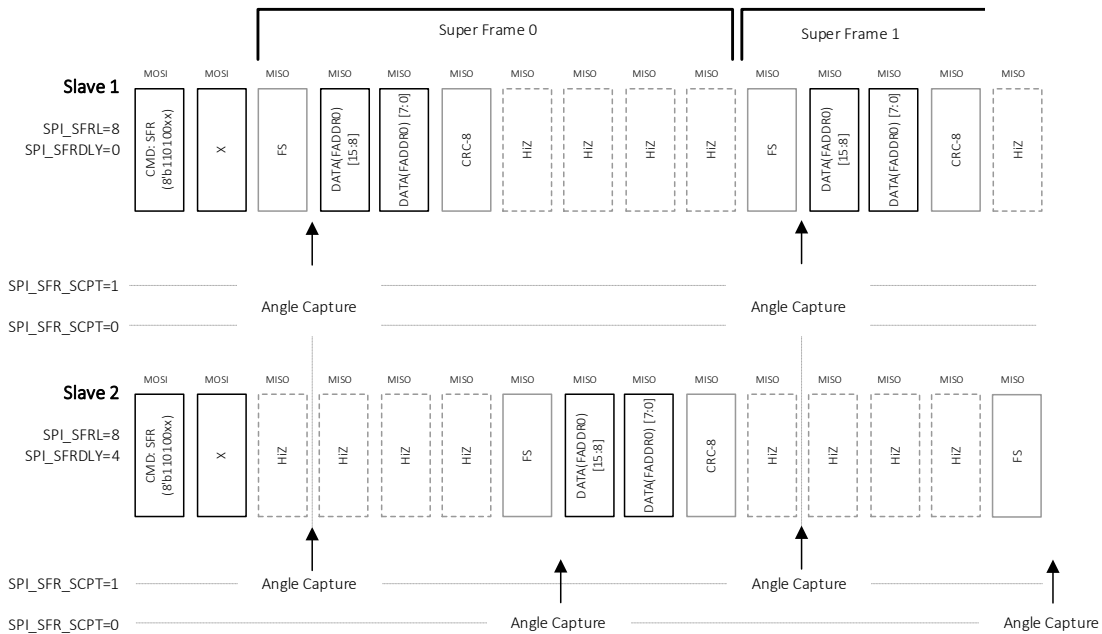 Super Frame 0
Super Frame 1
MOSI MOSI MISO MISO MISO MISO MISO MISO MISO MISO MISO MISO MISO MISO MISO
Slave 1
SPI_SFRL=8
SPI_SFRDLY=0
CMD: SFR
(8'b110100xx)
X
FS
DATA(FADDR0)
[15:8]
DATA(FADDR0) [7:0]
CRC-8
HiZ
HiZ
HiZ
HiZ
FS
DATA(FADDR0)
[15:8]
DATA(FADDR0) [7:0]
CRC-8
HiZ
SPI_SFR_SCPT=1
Angle Capture Angle Capture
SPI_SFR_SCPT=0
MOSI MOSI MISO MISO MISO MISO MISO MISO MISO MISO MISO MISO MISO MISO MISO
Slave 2
SPI_SFRL=8
SPI_SFRDLY=4
CMD: SFR
(8'b110100xx)
X
HiZ
HiZ
HiZ
HiZ
FS
DATA(FADDR0)
[15:8]
DATA(FADDR0) [7:0]
CRC-8
HiZ
HiZ
HiZ
HiZ
FS
SPI_SFR_SCPT=1 Angle Capture Angle Capture
SPI_SFR_SCPT=0 Angle Capture Angle Capture